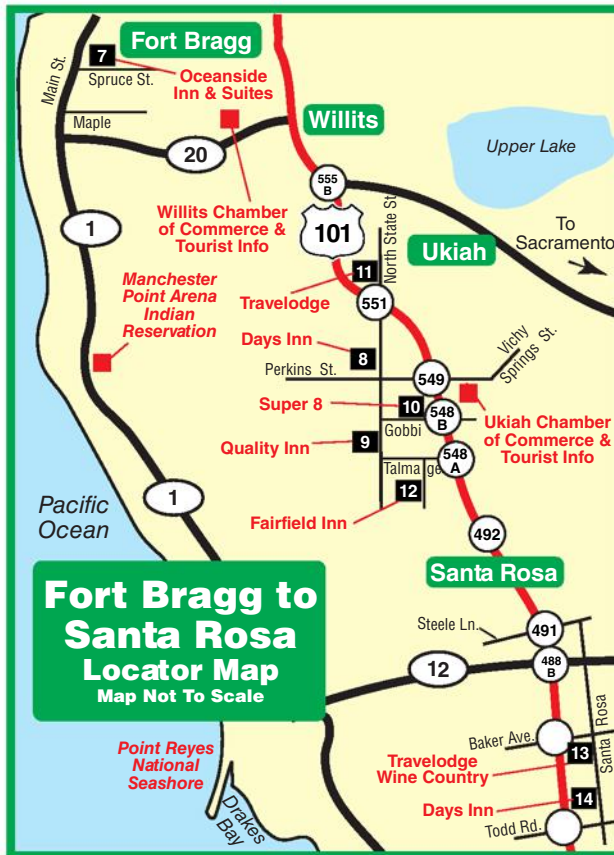 Fort Bragg
7
Main St.
Spruce St.
Oceanside
Inn & Suites
Maple
Willits
20
Upper Lake
555
B
Willits Chamber
of Commerce &
Tourist Info
1
101
North State St.
Ukiah
To
Sacramento
11
Travelodge
551
Manchester
Point Arena
Indian
Reservation
Days Inn
8
Vichy
Springs St.
Perkins St.
549
Super 8
10
548
B
Gobbi
Ukiah Chamber
of Commerce &
Tourist Info
Quality Inn
9
548
A
Talmage
12
Fairfield Inn
1
Pacific
Ocean
492
Santa Rosa
Fort Bragg to
Santa Rosa
Locator Map
Map Not To Scale
Steele Ln.
491
12
488
B
Santa Rosa
Baker Ave.
13
Travelodge
Wine Country
Point Reyes
National
Seashore
14
Days Inn
Drakes
Bay
Todd Rd.